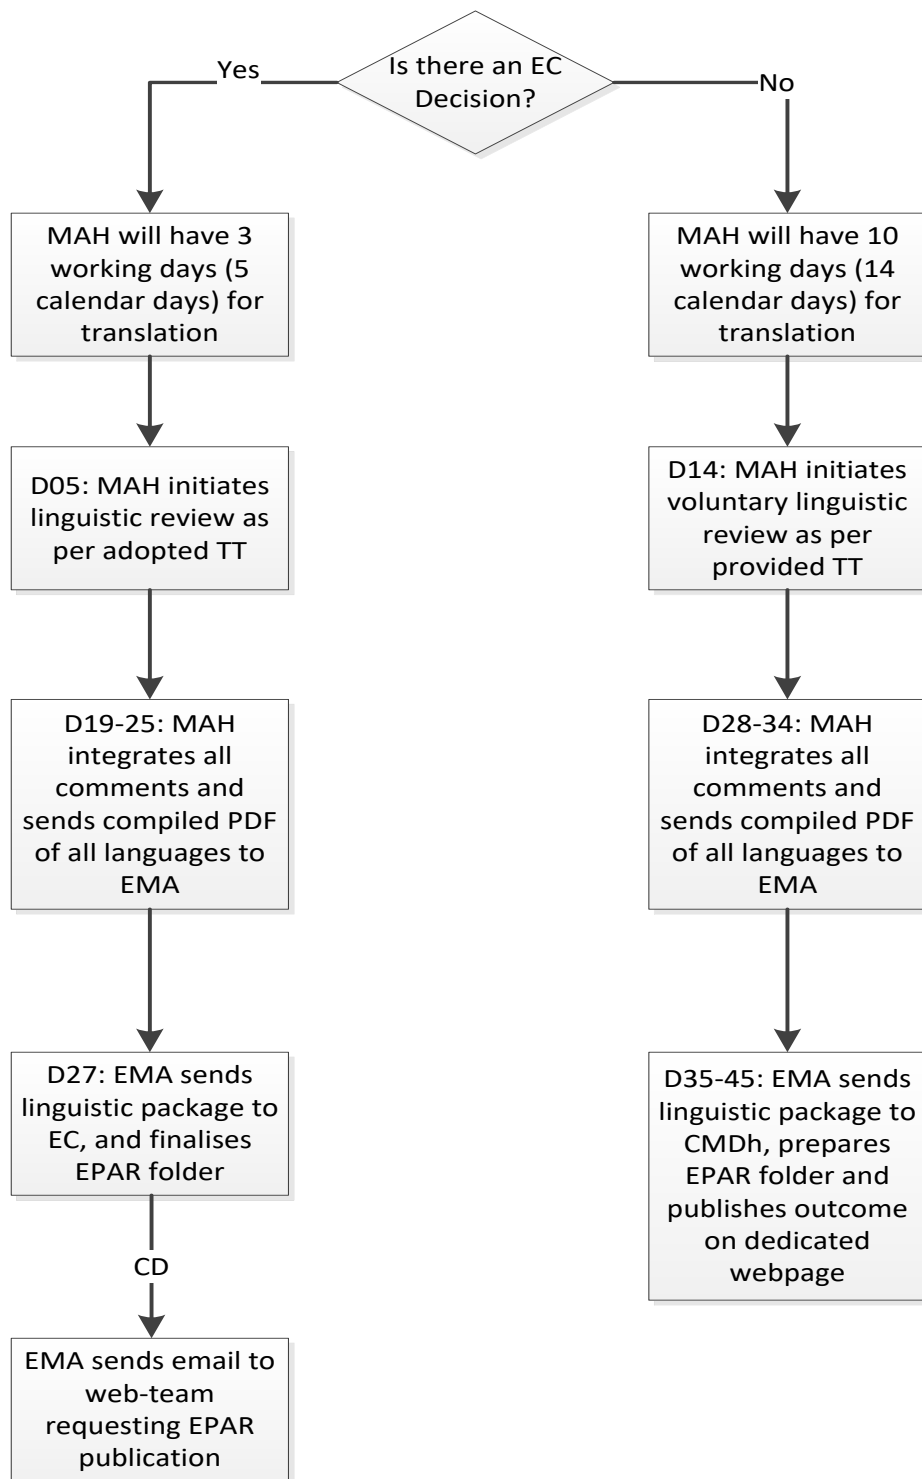 Is there an EC
Decision?
Yes
No
MAH will have 3
working days (5
calendar days) for
translation
MAH will have 10
working days (14
calendar days) for
translation
D05: MAH initiates
linguistic review as
per adopted TT
D14: MAH initiates
voluntary linguistic
review as per
provided TT
D19-25: MAH
integrates all
comments and
sends compiled PDF
of all languages to
EMA
D28-34: MAH
integrates all
comments and
sends compiled PDF
of all languages to
EMA
D27: EMA sends
linguistic package to
EC, and finalises
EPAR folder
D35-45: EMA sends
linguistic package to
CMDh, prepares
EPAR folder and
publishes outcome
on dedicated
webpage
CD
EMA sends email to
web-team
requesting EPAR
publication